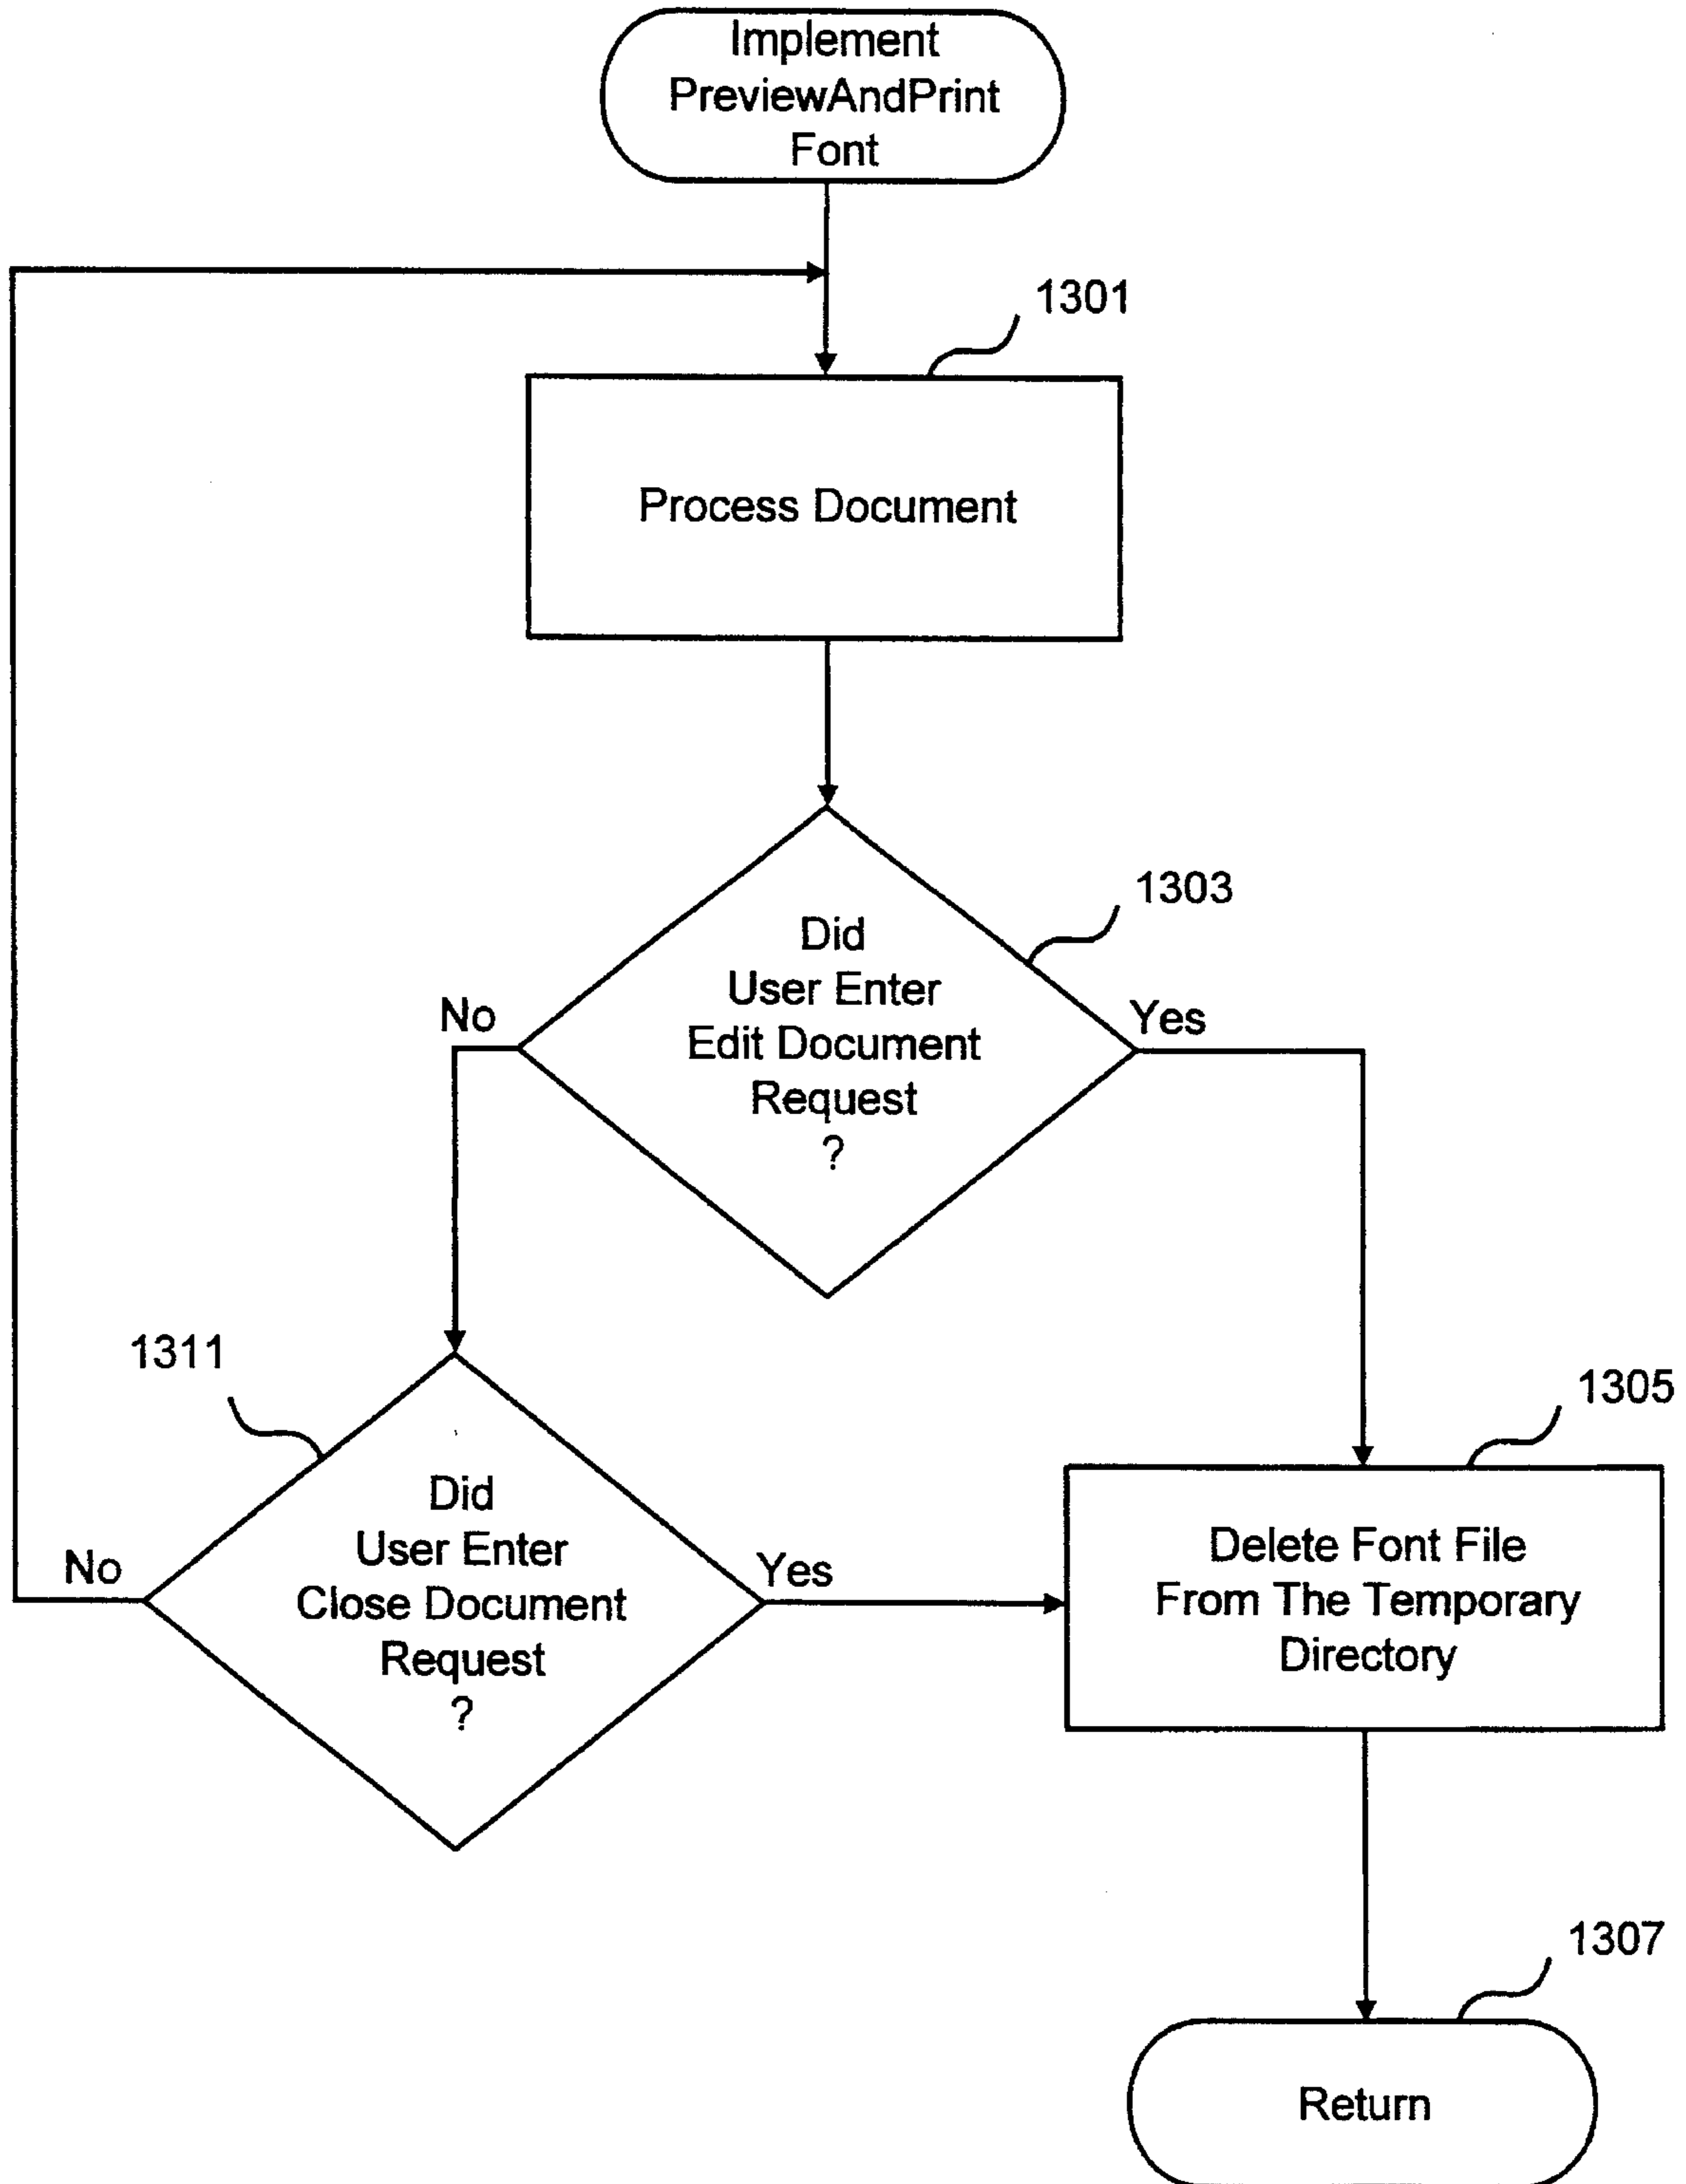 Implement
PreviewAndPrint
Font
1301
Process Document
1303
Did
User Enter
Edit Document
Request
?
No
Yes
1311
Did
User Enter
Close Document
Request
?
No
Yes
1305
Delete Font File
From The Temporary
Directory
1307
Return